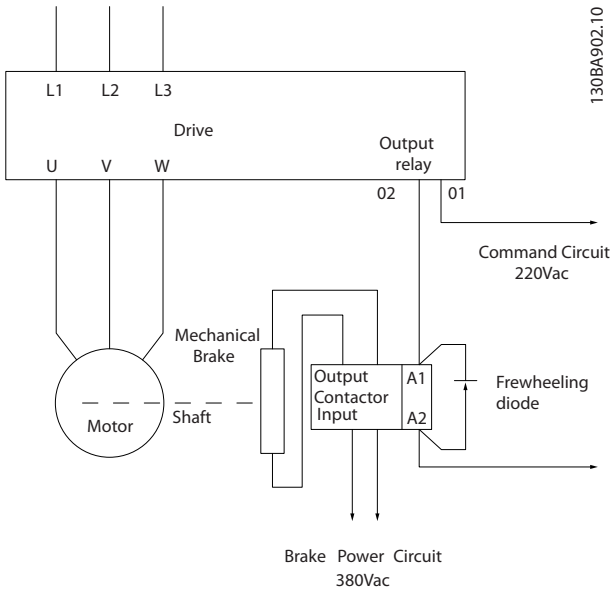 130BA902.10
L1 L2 L3
Drive
U V W
Output
relay
02 01
Command Circuit
220Vac
Mechanical
Brake
Output
Contactor
Input
A1
A2
Frewheeling
diode
Motor
Shaft
Brake Power Circuit
380Vac